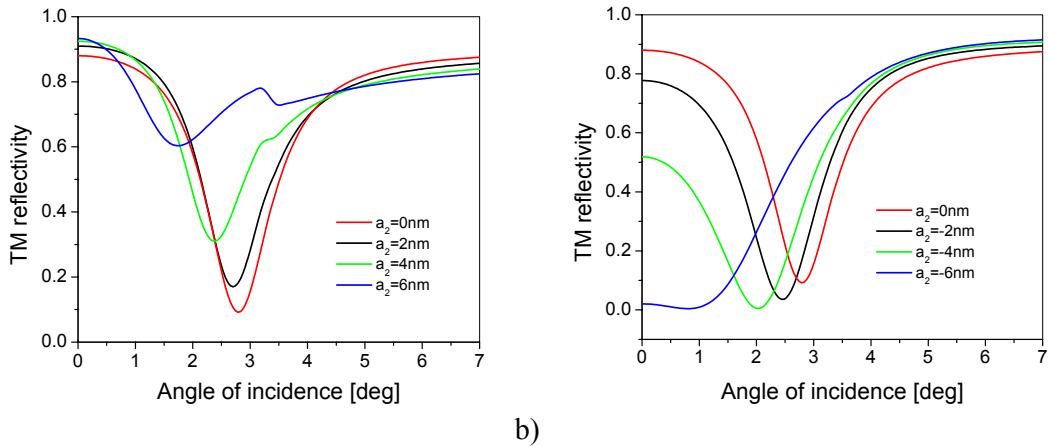 1.0
0.8
0.6
0.4
0.2
0.0
TM reflectivity
a₂=0nm
a₂=2nm
a₂=4nm
a₂=6nm
0 1 2 3 4 5 6 7
Angle of incidence [deg]
1.0
0.8
0.6
0.4
0.2
0.0
TM reflectivity
a₂=0nm
a₂=-2nm
a₂=-4nm
a₂=-6nm
0 1 2 3 4 5 6 7
Angle of incidence [deg]
b)